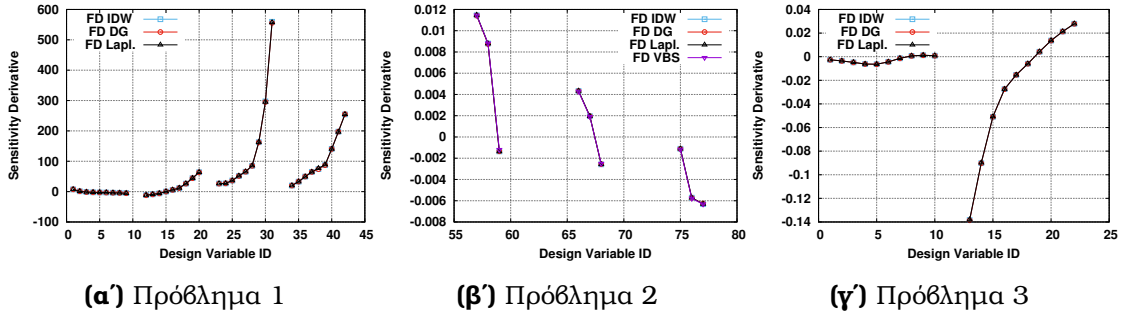 600
500
400
300
200
100
0
-100
Sensitivity Derivative
FD IDW
FD DG
FD Lapl.
0 5 10 15 20 25 30 35 40 45
Design Variable ID
(α΄) Πρόβλημα 1
0.012
0.01
0.008
0.006
0.004
0.002
0
-0.002
-0.004
-0.006
-0.008
Sensitivity Derivative
FD IDW
FD DG
FD Lapl.
FD VBS
55 60 65 70 75 80
Design Variable ID
(β΄) Πρόβλημα 2
0.04
0.02
0
-0.02
-0.04
-0.06
-0.08
-0.1
-0.12
-0.14
Sensitivity Derivative
FD IDW
FD DG
FD Lapl.
0 5 10 15 20 25
Design Variable ID
(γ΄) Πρόβλημα 3